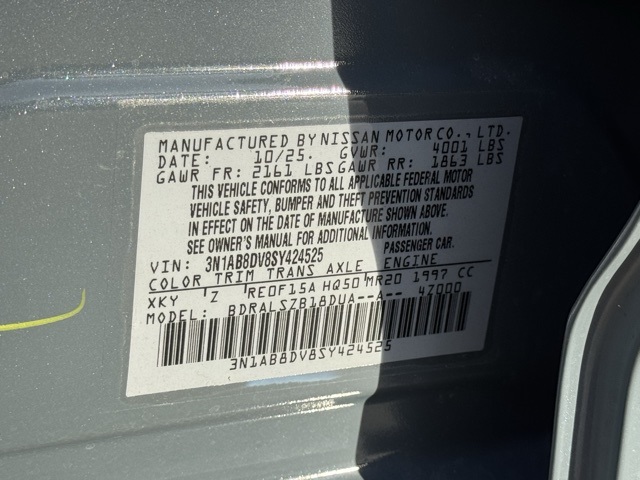 MANUFACTURED BY NISSAN MOTOR CO., LTD.
DATE: 10/25. GVWR: 4001 LBS
GAWR FR: 2161 LBS GAWR RR: 1863 LBS
THIS VEHICLE CONFORMS TO ALL APPLICABLE FEDERAL MOTOR
VEHICLE SAFETY, BUMPER AND THEFT PREVENTION STANDARDS
IN EFFECT ON THE DATE OF MANUFACTURE SHOWN ABOVE.
SEE OWNER'S MANUAL FOR ADDITIONAL INFORMATION.
VIN: 3N1AB8DV8SY424525 PASSENGER CAR.
COLOR TRIM TRANS AXLE ENGINE
XKY Z RE0F15A HQ50 MR20 1997 CC
MODEL: BDRALSZB18DUA--A-- 4Z000
3N1AB8DV8SY424525